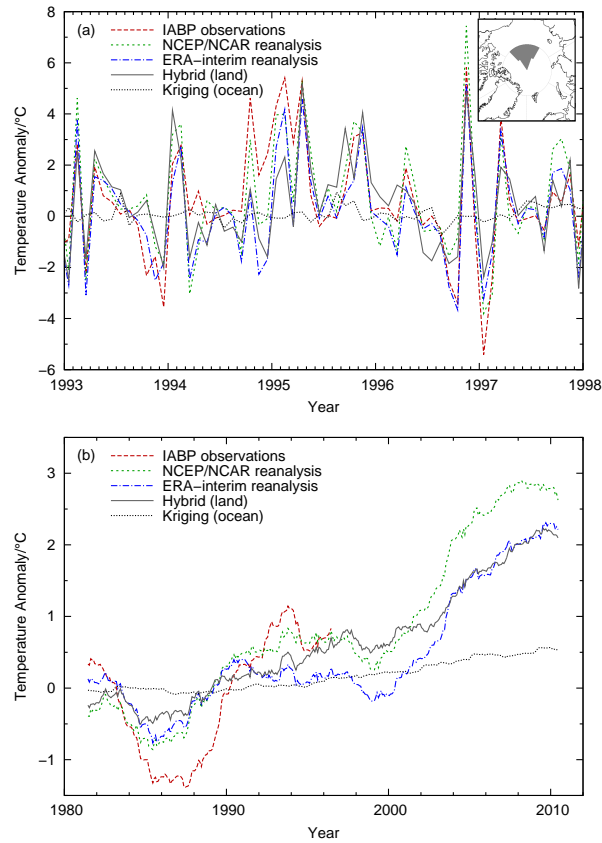 (a)
IABP observations
NCEP/NCAR reanalysis
ERA−interim reanalysis
Hybrid (land)
Kriging (ocean)
Temperature Anomaly/°C
8
6
4
2
0
−2
−4
−6
1993
1994
1995
1996
1997
1998
Year
(b)
IABP observations
NCEP/NCAR reanalysis
ERA−interim reanalysis
Hybrid (land)
Kriging (ocean)
Temperature Anomaly/°C
3
2
1
0
−1
1980
1990
2000
2010
Year